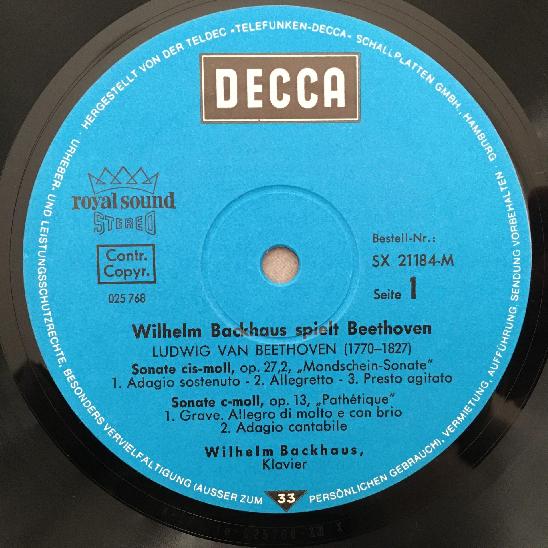 HERGESTELLT VON DER TELDEC »TELEFUNKEN-DECCA« SCHALLPLATTEN GMBH., HAMBURG
DECCA
royal sound
STEREO
Contr.
Copyr.
025 768
Bestell-Nr.:
SX 21184-M
Seite 1
Wilhelm Backhaus spielt Beethoven
LUDWIG VAN BEETHOVEN (1770–1827)
Sonate cis-moll, op. 27,2, „Mondschein-Sonate“
1. Adagio sostenuto - 2. Allegretto - 3. Presto agitato
Sonate c-moll, op. 13, „Pathétique“
1. Grave. Allegro di molto e con brio
2. Adagio cantabile
Wilhelm Backhaus,
Klavier
URHEBER- UND LEISTUNGSSCHUTZRECHTE, BESONDERS VERVIELFÄLTIGUNG (AUSSER ZUM PERSÖNLICHEN GEBRAUCH), VERMIETUNG, AUFFÜHRUNG, SENDUNG VORBEHALTEN.
33